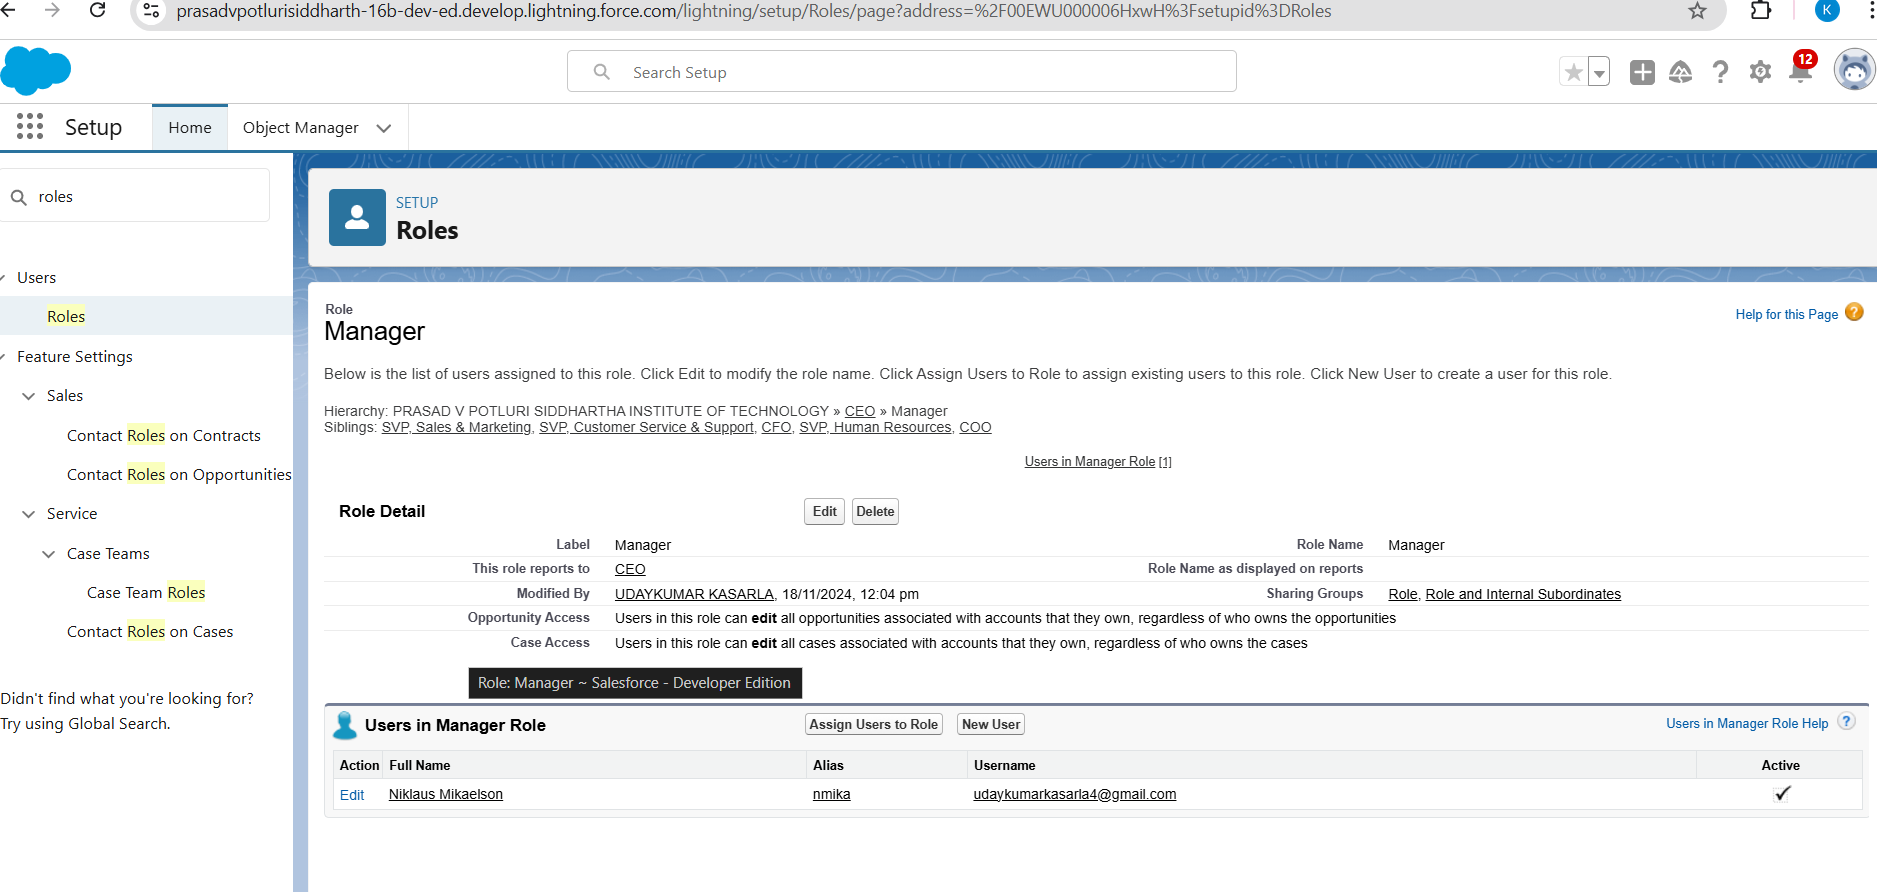 prasadvpotlurisiddharth-16b-dev-ed.develop.lightning.force.com/lightning/setup/Roles/page?address=%2F00EWU000006HxwH%3Fsetupid%3DRoles
K
Search Setup
12
Setup
Home
Object Manager
roles
Users
Roles
Feature Settings
Sales
Contact Roles on Contracts
Contact Roles on Opportunities
Service
Case Teams
Case Team Roles
Contact Roles on Cases
Didn't find what you're looking for?
Try using Global Search.
SETUP
Roles
Role
Manager
Help for this Page ?
Below is the list of users assigned to this role. Click Edit to modify the role name. Click Assign Users to Role to assign existing users to this role. Click New User to create a user for this role.
Hierarchy: PRASAD V POTLURI SIDDHARTHA INSTITUTE OF TECHNOLOGY » CEO » Manager
Siblings: SVP, Sales & Marketing, SVP, Customer Service & Support, CFO, SVP, Human Resources, COO
Users in Manager Role [1]
Role Detail Edit Delete
Label Manager Role Name Manager
This role reports to CEO Role Name as displayed on reports
Modified By UDAYKUMAR KASARLA, 18/11/2024, 12:04 pm Sharing Groups Role, Role and Internal Subordinates
Opportunity Access Users in this role can edit all opportunities associated with accounts that they own, regardless of who owns the opportunities
Case Access Users in this role can edit all cases associated with accounts that they own, regardless of who owns the cases
Role: Manager ~ Salesforce - Developer Edition
Users in Manager Role Assign Users to Role New User Users in Manager Role Help ?
Action Full Name Alias Username Active
Edit Niklaus Mikaelson nmika udaykumarkasarla4@gmail.com